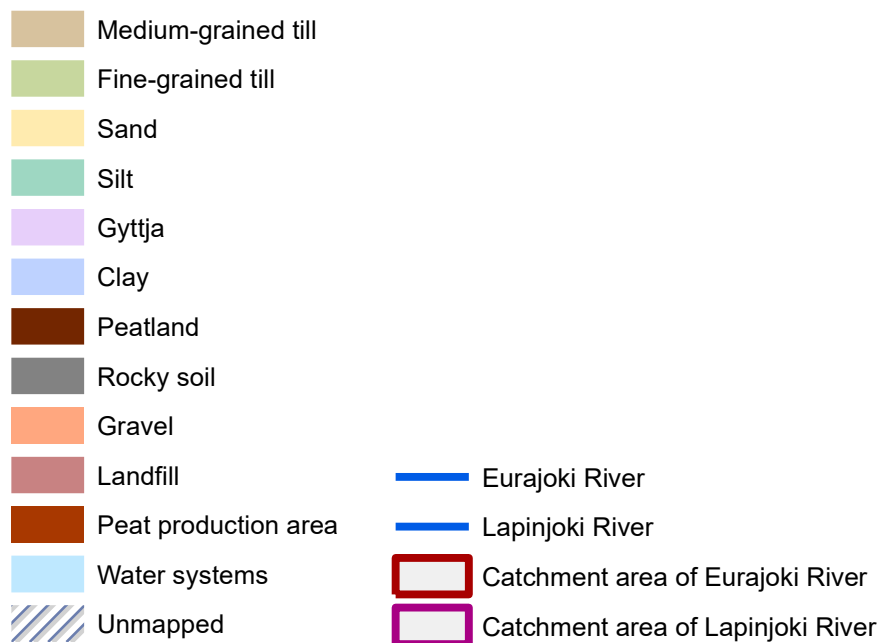 Medium-grained till
Fine-grained till
Sand
Silt
Gyttja
Clay
Peatland
Rocky soil
Gravel
Landfill
Peat production area
Water systems
Unmapped
Eurajoki River
Lapinjoki River
Catchment area of Eurajoki River
Catchment area of Lapinjoki River